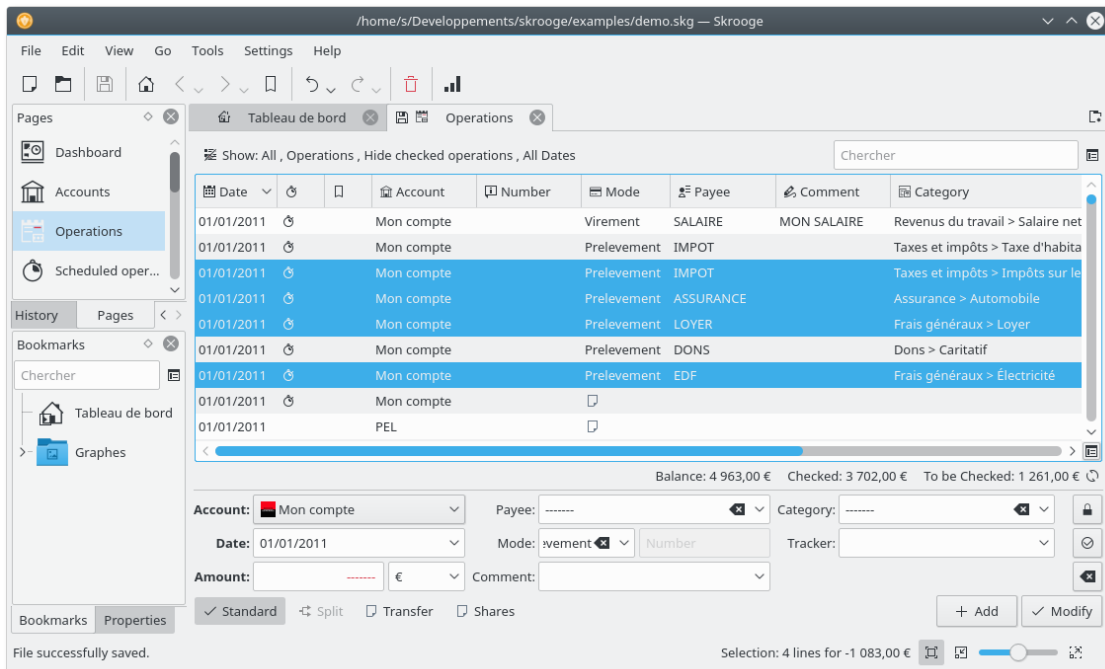 /home/s/Developpements/skrooge/examples/demo.skg — Skrooge
File Edit View Go Tools Settings Help
Pages
Dashboard
Accounts
Operations
Scheduled oper...
History Pages
Bookmarks
Chercher
Tableau de bord
Graphes
Bookmarks Properties
Tableau de bord Operations
Show: All , Operations , Hide checked operations , All Dates Chercher
Date Account Number Mode Payee Comment Category
01/01/2011 Mon compte Virement SALAIRE MON SALAIRE Revenus du travail > Salaire net
01/01/2011 Mon compte Prelevement IMPOT Taxes et impôts > Taxe d'habita
01/01/2011 Mon compte Prelevement IMPOT Taxes et impôts > Impôts sur le
01/01/2011 Mon compte Prelevement ASSURANCE Assurance > Automobile
01/01/2011 Mon compte Prelevement LOYER Frais généraux > Loyer
01/01/2011 Mon compte Prelevement DONS Dons > Caritatif
01/01/2011 Mon compte Prelevement EDF Frais généraux > Électricité
01/01/2011 Mon compte
01/01/2011 PEL
Balance: 4 963,00 € Checked: 3 702,00 € To be Checked: 1 261,00 €
Account: Mon compte Payee: ------- Category: -------
Date: 01/01/2011 Mode: evement Number Tracker:
Amount: ------- € Comment:
Standard Split Transfer Shares + Add Modify
File successfully saved. Selection: 4 lines for -1 083,00 €